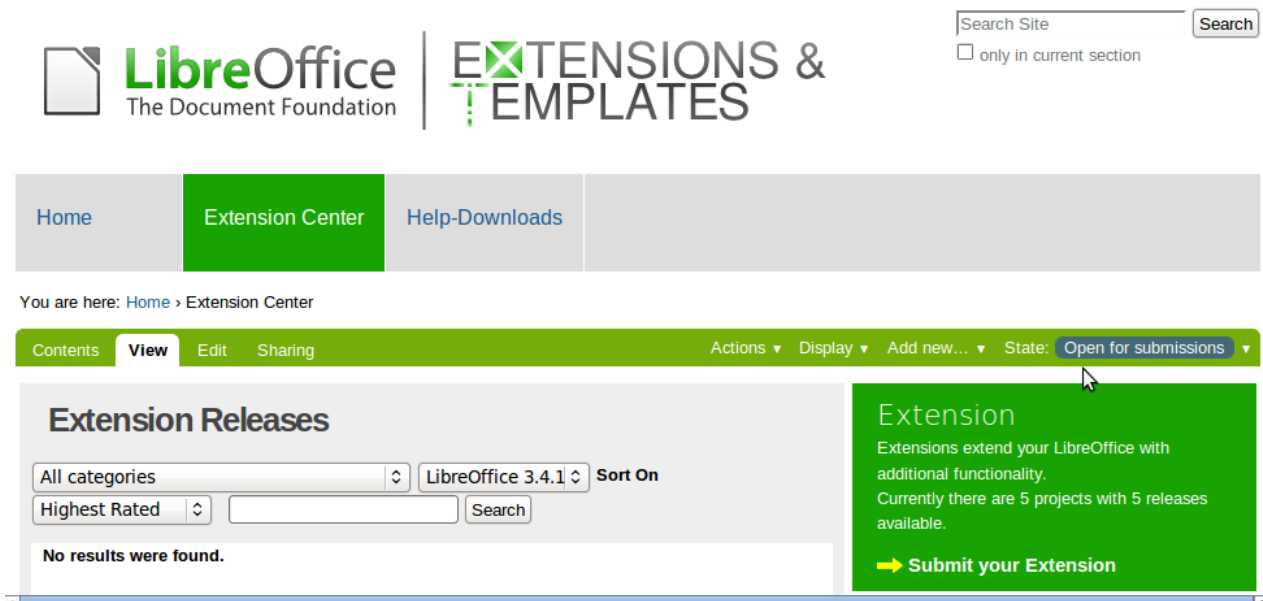 Search Site
Search
only in current section
LibreOffice
The Document Foundation
EXTENSIONS &
TEMPLATES
Home
Extension Center
Help-Downloads
You are here: Home › Extension Center
Contents View Edit Sharing Actions ▾ Display ▾ Add new… ▾ State: Open for submissions ▾
Extension Releases
All categories LibreOffice 3.4.1 Sort On
Highest Rated Search
No results were found.
Extension
Extensions extend your LibreOffice with
additional functionality.
Currently there are 5 projects with 5 releases
available.
Submit your Extension